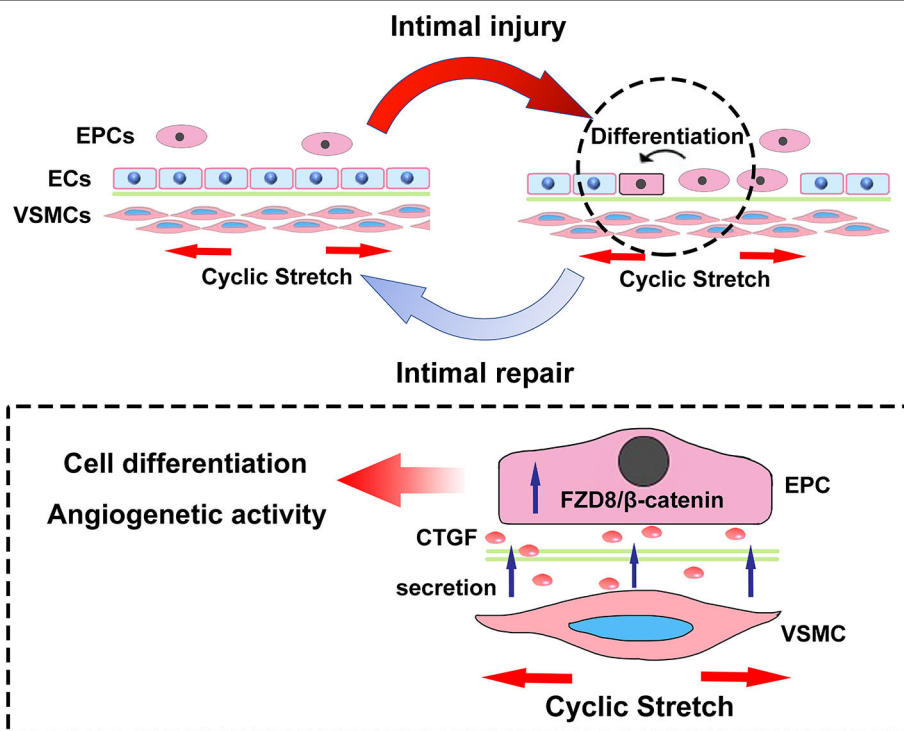 Intimal injury
EPCs
ECs
VSMCs
Cyclic Stretch
Differentiation
Cyclic Stretch
Intimal repair
Cell differentiation
Angiogenetic activity
FZD8/β-catenin
EPC
CTGF
secretion
VSMC
Cyclic Stretch